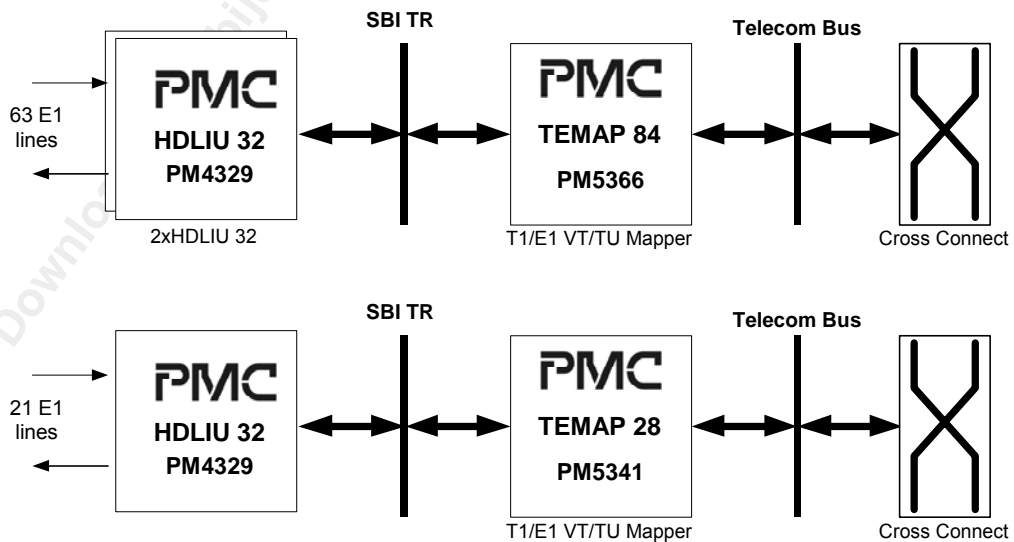 SBI TR
Telecom Bus
63 E1
lines
PMC
HDLIU 32
PM4329
2xHDLIU 32
PMC
TEMAP 84
PM5366
T1/E1 VT/TU Mapper
Cross Connect
SBI TR
Telecom Bus
21 E1
lines
PMC
HDLIU 32
PM4329
PMC
TEMAP 28
PM5341
T1/E1 VT/TU Mapper
Cross Connect